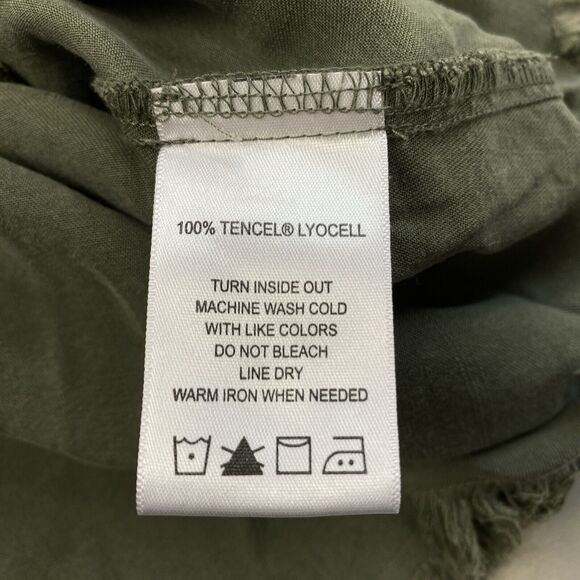 100% TENCEL® LYOCELL
TURN INSIDE OUT
MACHINE WASH COLD
WITH LIKE COLORS
DO NOT BLEACH
LINE DRY
WARM IRON WHEN NEEDED